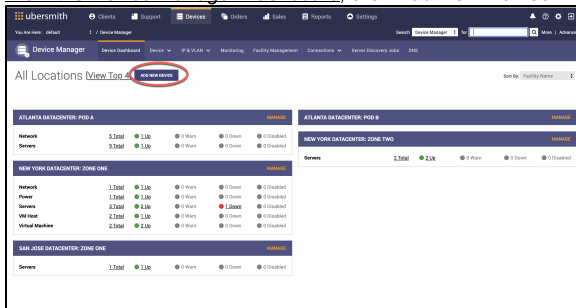 ubersmith Clients Support Devices Orders Sales Reports Settings
You Are Here: default / Device Manager Search Device Manager for More | Advanc
Device Manager Device Dashboard Device IP & VLAN Monitoring Facility Management Connections Server Discovery Jobs DNS
All Locations [View Top 4] ADD NEW DEVICE Sort By: Facility Name
ATLANTA DATACENTER: POD A MANAGE
Network 5 Total 1 Up 0 Warn 0 Down 0 Disabled
Servers 9 Total 1 Up 0 Warn 0 Down 0 Disabled
NEW YORK DATACENTER: ZONE ONE MANAGE
Network 1 Total 1 Up 0 Warn 0 Down 0 Disabled
Power 1 Total 1 Up 0 Warn 0 Down 0 Disabled
Servers 3 Total 2 Up 0 Warn 1 Down 0 Disabled
VM Host 2 Total 1 Up 0 Warn 0 Down 0 Disabled
Virtual Machine 2 Total 2 Up 0 Warn 0 Down 0 Disabled
SAN JOSE DATACENTER: ZONE ONE MANAGE
Servers 1 Total 1 Up 0 Warn 0 Down 0 Disabled
ATLANTA DATACENTER: POD B MANAGE
NEW YORK DATACENTER: ZONE TWO MANAGE
Servers 2 Total 2 Up 0 Warn 0 Down 0 Disabled